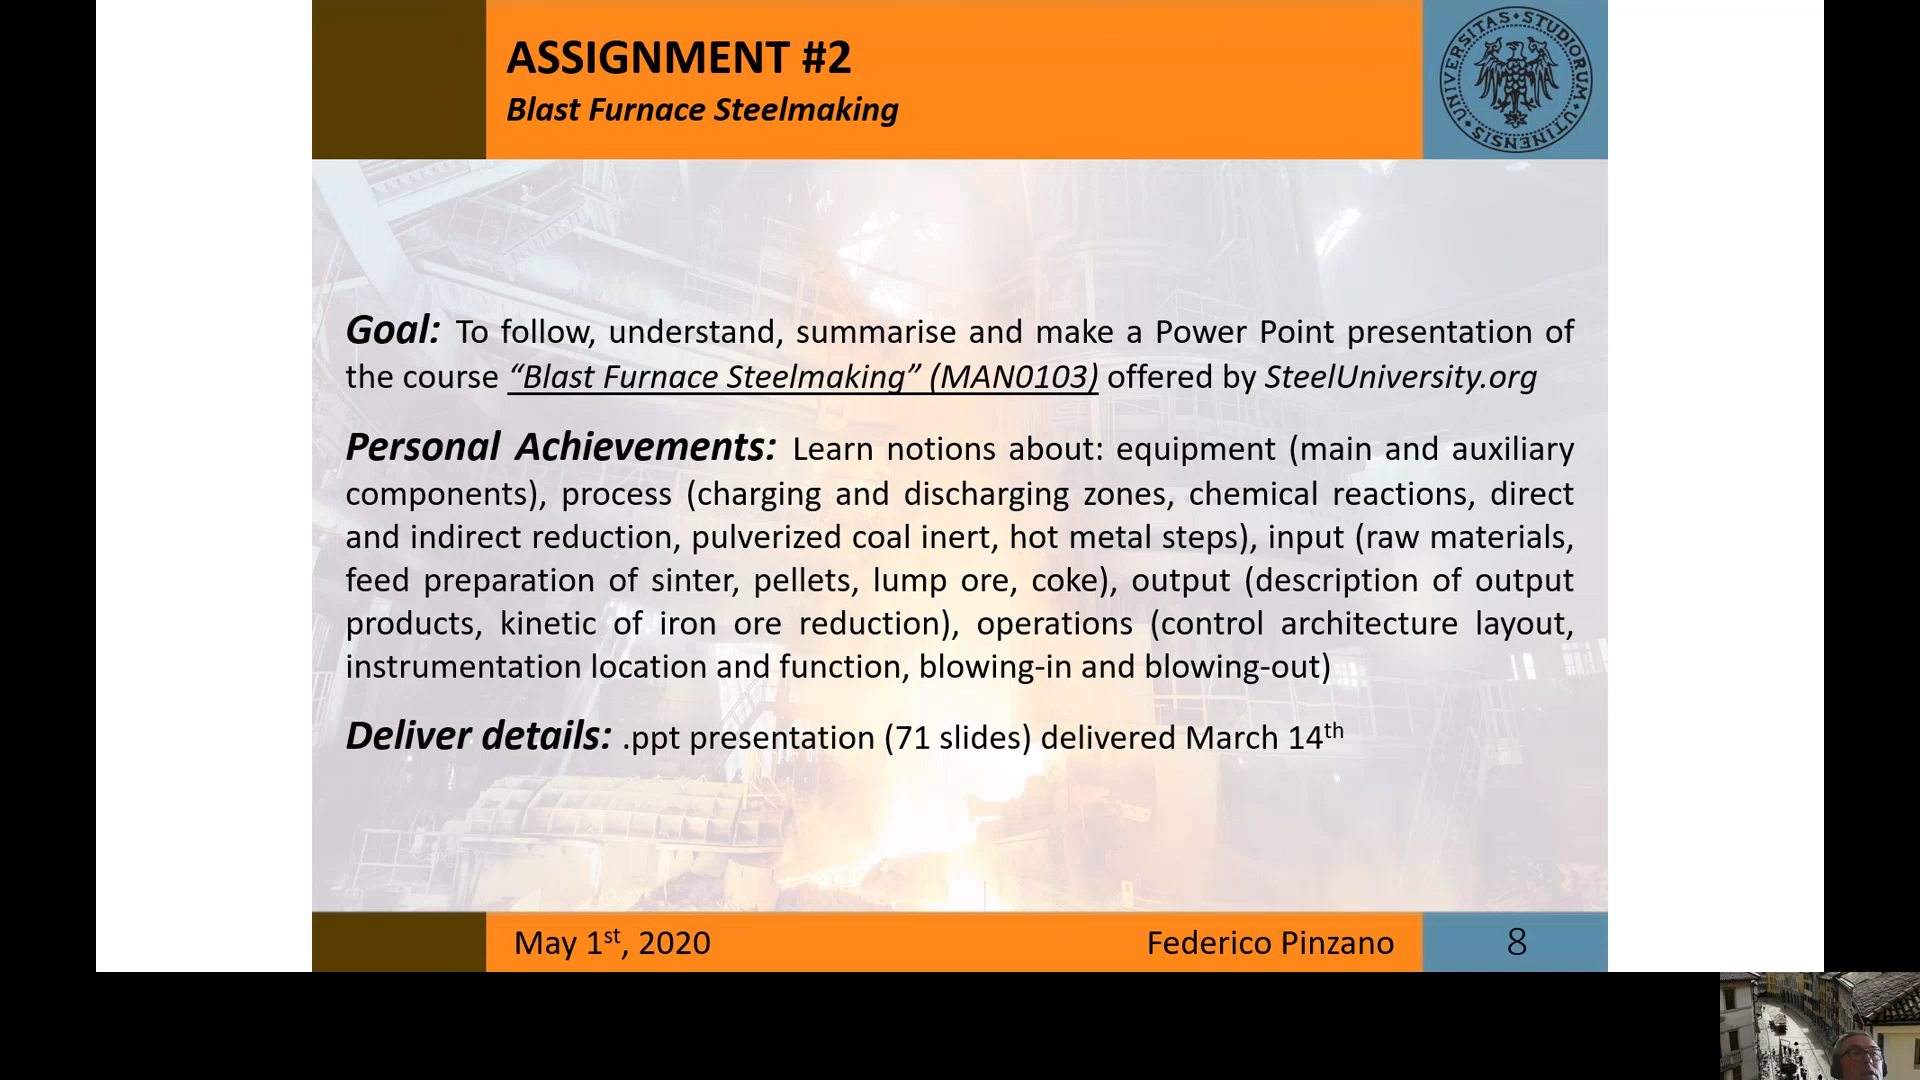 ASSIGNMENT #2
Blast Furnace Steelmaking
UNIVERSITAS · STUDIORUM · UTINENSIS ·
Goal: To follow, understand, summarise and make a Power Point presentation of
the course “Blast Furnace Steelmaking” (MAN0103) offered by SteelUniversity.org
Personal Achievements: Learn notions about: equipment (main and auxiliary
components), process (charging and discharging zones, chemical reactions, direct
and indirect reduction, pulverized coal inert, hot metal steps), input (raw materials,
feed preparation of sinter, pellets, lump ore, coke), output (description of output
products, kinetic of iron ore reduction), operations (control architecture layout,
instrumentation location and function, blowing-in and blowing-out)
Deliver details: .ppt presentation (71 slides) delivered March 14th
May 1st, 2020
Federico Pinzano
8